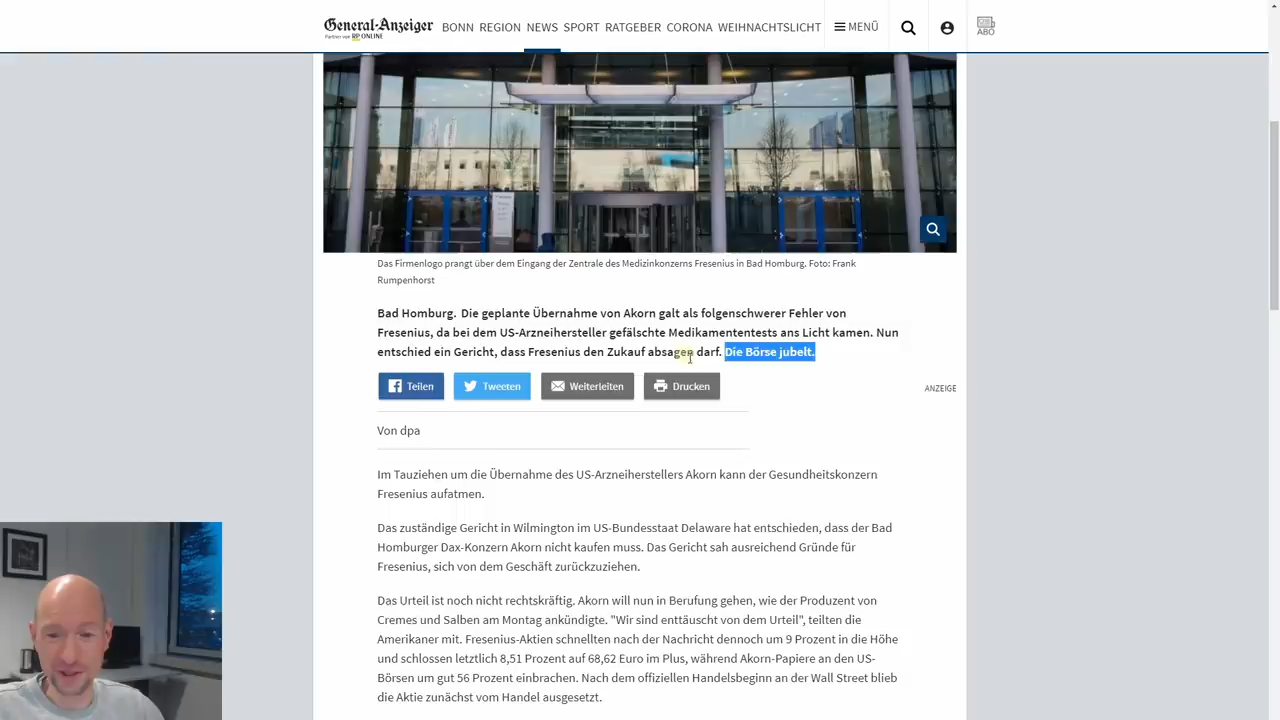 General-Anzeiger
Partner von RP ONLINE
BONN REGION NEWS SPORT RATGEBER CORONA WEIHNACHTSLICHT
MENÜ
ABO
Das Firmenlogo prangt über dem Eingang der Zentrale des Medizinkonzerns Fresenius in Bad Homburg. Foto: Frank
Rumpenhorst
Bad Homburg. Die geplante Übernahme von Akorn galt als folgenschwerer Fehler von
Fresenius, da bei dem US-Arzneihersteller gefälschte Medikamententests ans Licht kamen. Nun
entschied ein Gericht, dass Fresenius den Zukauf absagen darf. Die Börse jubelt.
Teilen
Tweeten
Weiterleiten
Drucken
ANZEIGE
Von dpa
Im Tauziehen um die Übernahme des US-Arzneiherstellers Akorn kann der Gesundheitskonzern
Fresenius aufatmen.
Das zuständige Gericht in Wilmington im US-Bundesstaat Delaware hat entschieden, dass der Bad
Homburger Dax-Konzern Akorn nicht kaufen muss. Das Gericht sah ausreichend Gründe für
Fresenius, sich von dem Geschäft zurückzuziehen.
Das Urteil ist noch nicht rechtskräftig. Akorn will nun in Berufung gehen, wie der Produzent von
Cremes und Salben am Montag ankündigte. "Wir sind enttäuscht von dem Urteil", teilten die
Amerikaner mit. Fresenius-Aktien schnellten nach der Nachricht dennoch um 9 Prozent in die Höhe
und schlossen letztlich 8,51 Prozent auf 68,62 Euro im Plus, während Akorn-Papiere an den US-
Börsen um gut 56 Prozent einbrachen. Nach dem offiziellen Handelsbeginn an der Wall Street blieb
die Aktie zunächst vom Handel ausgesetzt.